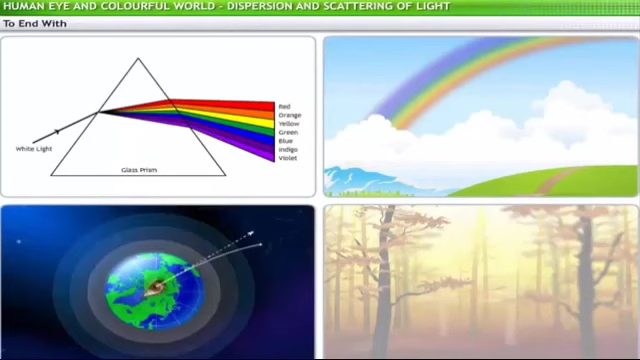 HUMAN EYE AND COLOURFUL WORLD - DISPERSION AND SCATTERING OF LIGHT
To End With
Red
Orange
Yellow
Green
Blue
Indigo
Violet
White Light
Glass Prism